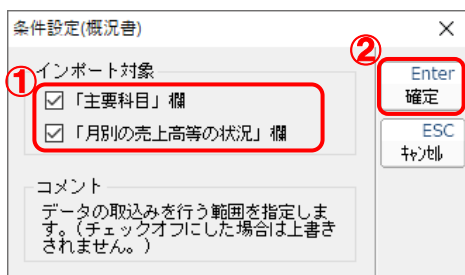 条件設定(概況書)
②
①
インポート対象
「主要科目」欄
「月別の売上高等の状況」欄
Enter
確定
ESC
ｷｬﾝｾﾙ
コメント
データの取込みを行う範囲を指定しま
す。(チェックオフにした場合は上書き
されません。)